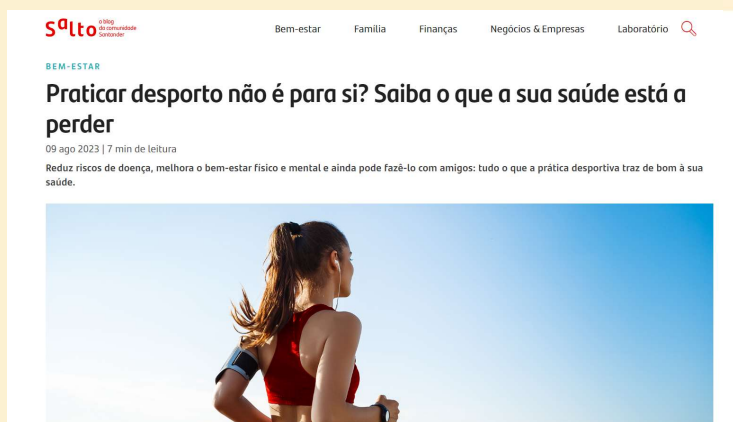 Salto o blog da comunidade Santander
Bem-estar Família Finanças Negócios & Empresas Laboratório
BEM-ESTAR
Praticar desporto não é para si? Saiba o que a sua saúde está a
perder
09 ago 2023 | 7 min de leitura
Reduz riscos de doença, melhora o bem-estar físico e mental e ainda pode fazê-lo com amigos: tudo o que a prática desportiva traz de bom à sua
saúde.